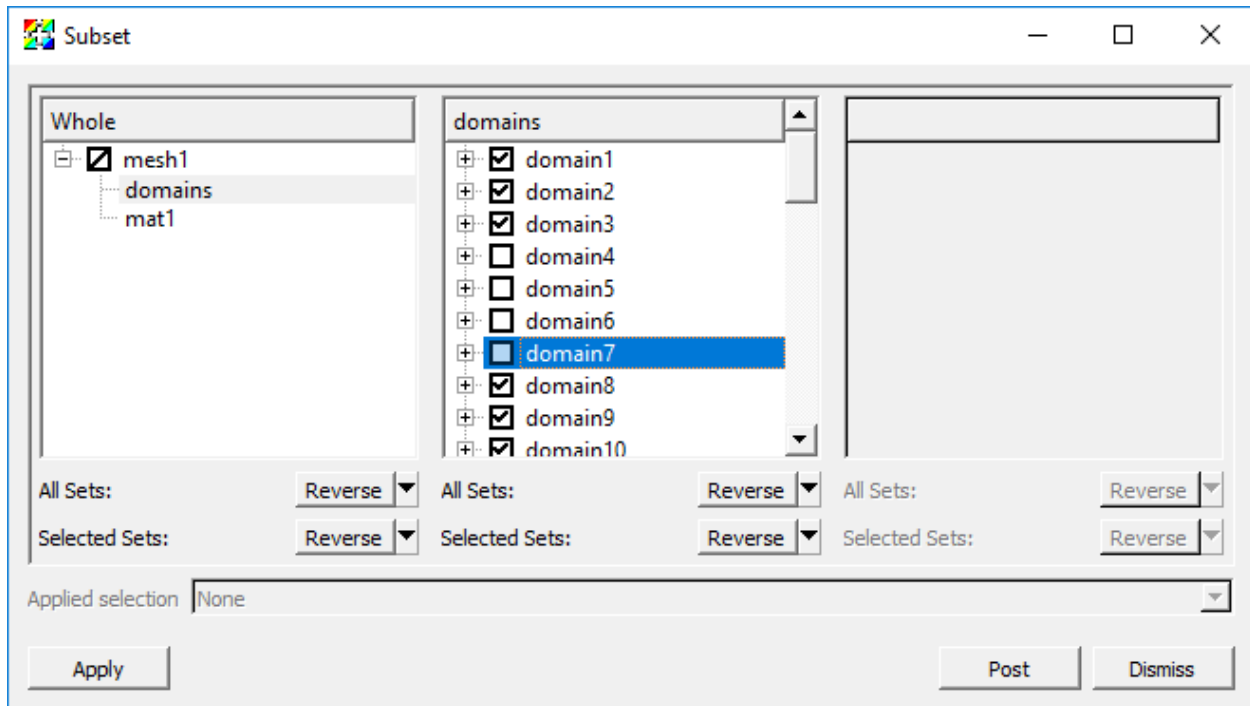 Subset
Whole
mesh1
domains
mat1
domains
domain1
domain2
domain3
domain4
domain5
domain6
domain7
domain8
domain9
domain10
All Sets: Reverse
Selected Sets: Reverse
All Sets: Reverse
Selected Sets: Reverse
All Sets: Reverse
Selected Sets: Reverse
Applied selection None
Apply Post Dismiss